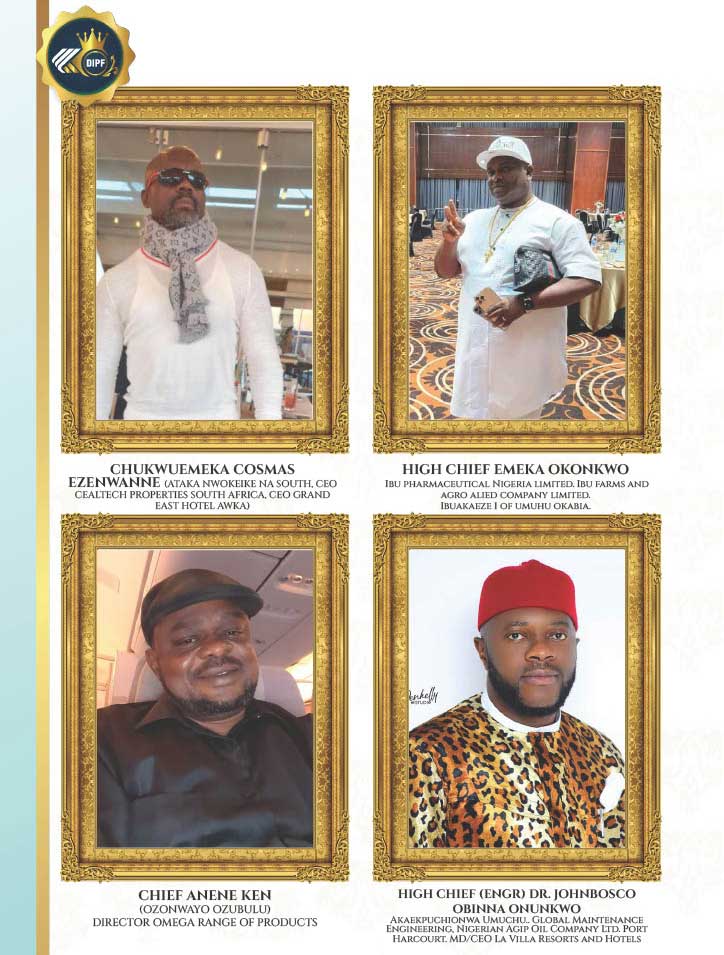 DIPF
CHUKWUEMEKA COSMAS
EZENWANNE (ATAKA NWOKEIKE NA SOUTH, CEO
CEALTECH PROPERTIES SOUTH AFRICA, CEO GRAND
EAST HOTEL AWKA)
HIGH CHIEF EMEKA OKONKWO
IBU PHARMACEUTICAL NIGERIA LIMITED. IBU FARMS AND
AGRO ALIED COMPANY LIMITED.
IBUAKAEZE I OF UMUHU OKABIA.
CHIEF ANENE KEN
(OZONWAYO OZUBULU)
DIRECTOR OMEGA RANGE OF PRODUCTS
HIGH CHIEF (ENGR) DR. JOHNBOSCO
OBINNA ONUNKWO
AKAEKPUCHIONWA UMUCHU.. GLOBAL MAINTENANCE
ENGINEERING, NIGERIAN AGIP OIL COMPANY LTD. PORT
HARCOURT. MD/CEO LA VILLA RESORTS AND HOTELS